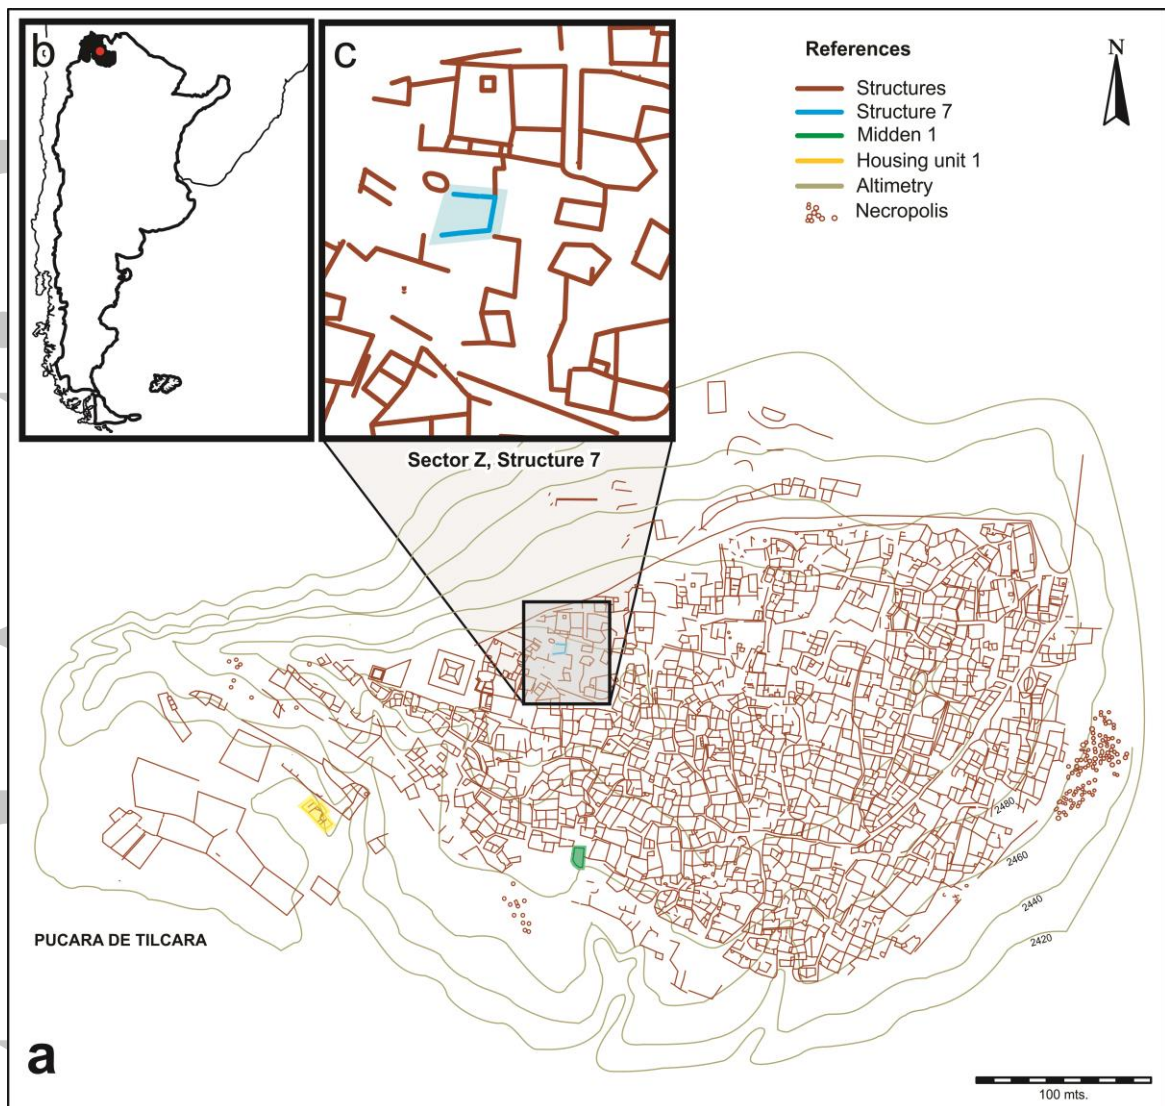 b
c
References
Structures
Structure 7
Midden 1
Housing unit 1
Altimetry
Necropolis
N
Sector Z, Structure 7
2480
2460
2440
2420
PUCARA DE TILCARA
a
100 mts.